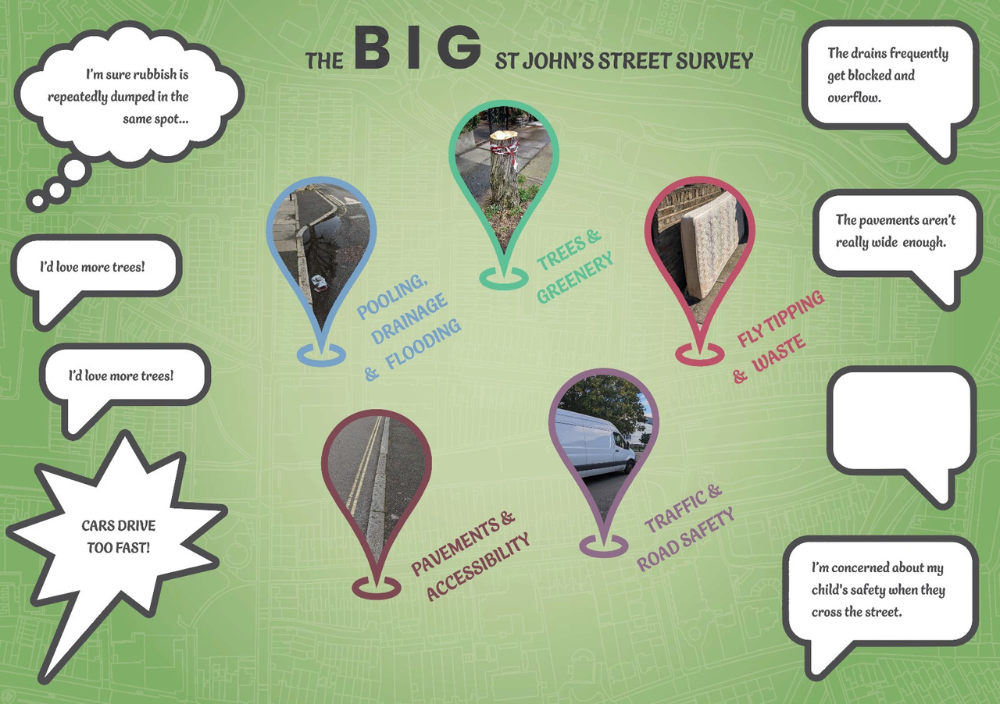 THE BIG ST JOHN'S STREET SURVEY
I'm sure rubbish is
repeatedly dumped in the
same spot...
I'd love more trees!
I'd love more trees!
CARS DRIVE
TOO FAST!
POOLING,
DRAINAGE
& FLOODING
TREES &
GREENERY
FLY TIPPING
& WASTE
PAVEMENTS &
ACCESSIBILITY
TRAFFIC &
ROAD SAFETY
The drains frequently
get blocked and
overflow.
The pavements aren't
really wide enough.
I'm concerned about my
child's safety when they
cross the street.